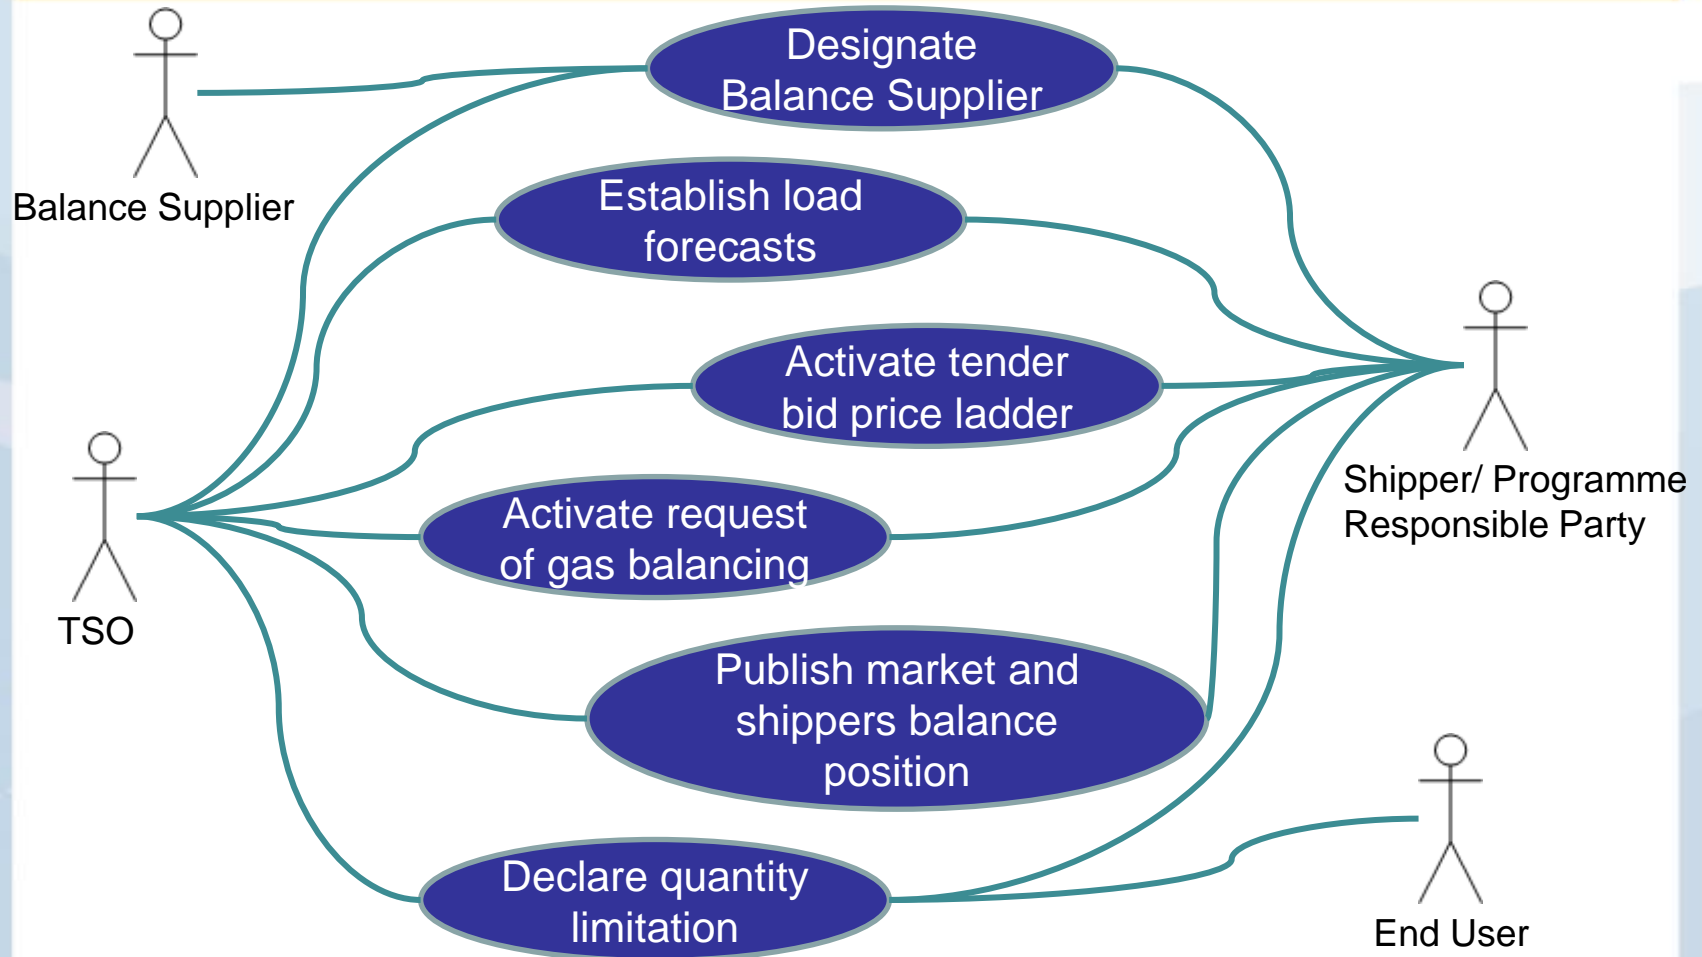 Designate
Balance Supplier
Balance Supplier
Establish load
forecasts
Activate tender
bid price ladder
Shipper/ Programme
Responsible Party
Activate request
of gas balancing
TSO
Publish market and
shippers balance
position
Declare quantity
limitation
End User